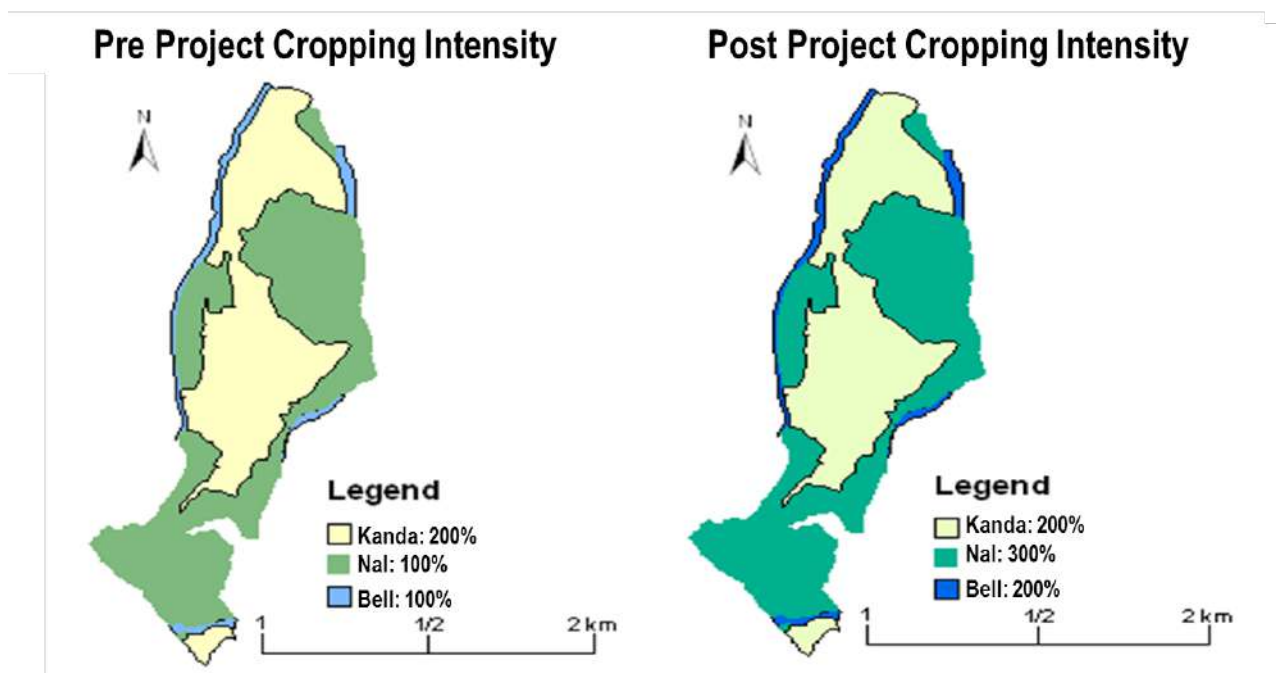 Pre Project Cropping Intensity
N
Legend
Kanda: 200%
Nal: 100%
Bell: 100%
1 1/2 2 km
Post Project Cropping Intensity
N
Legend
Kanda: 200%
Nal: 300%
Bell: 200%
1 1/2 2 km